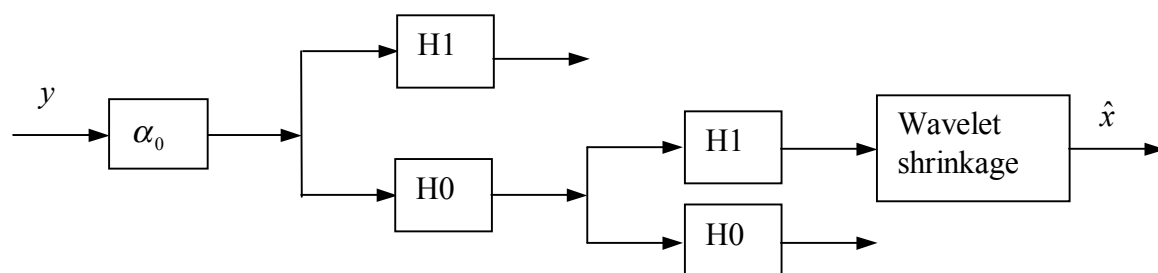 y
α₀
H1
H0
H1
H0
Wavelet
shrinkage
x̂